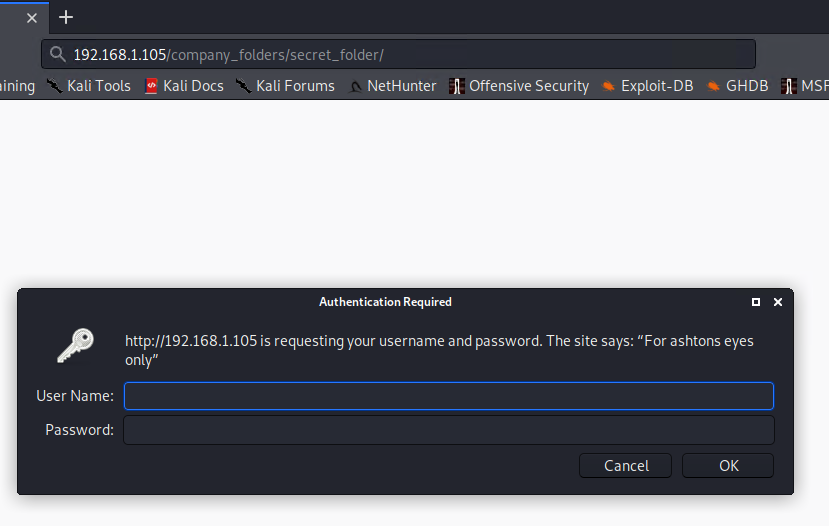 192.168.1.105/company_folders/secret_folder/
aining Kali Tools Kali Docs Kali Forums NetHunter Offensive Security Exploit-DB GHDB MSF
Authentication Required
http://192.168.1.105 is requesting your username and password. The site says: “For ashtons eyes
only”
User Name:
Password:
Cancel OK